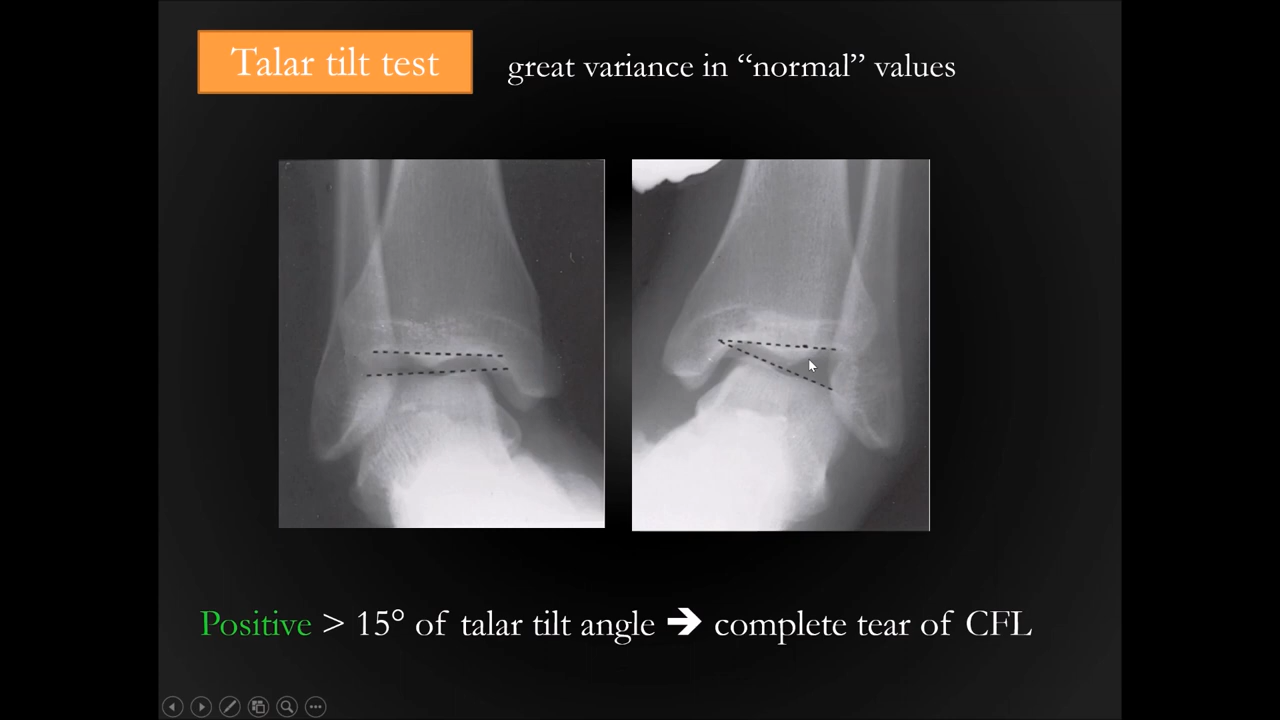 Talar tilt test
great variance in “normal” values
Positive > 15° of talar tilt angle 🡺 complete tear of CFL